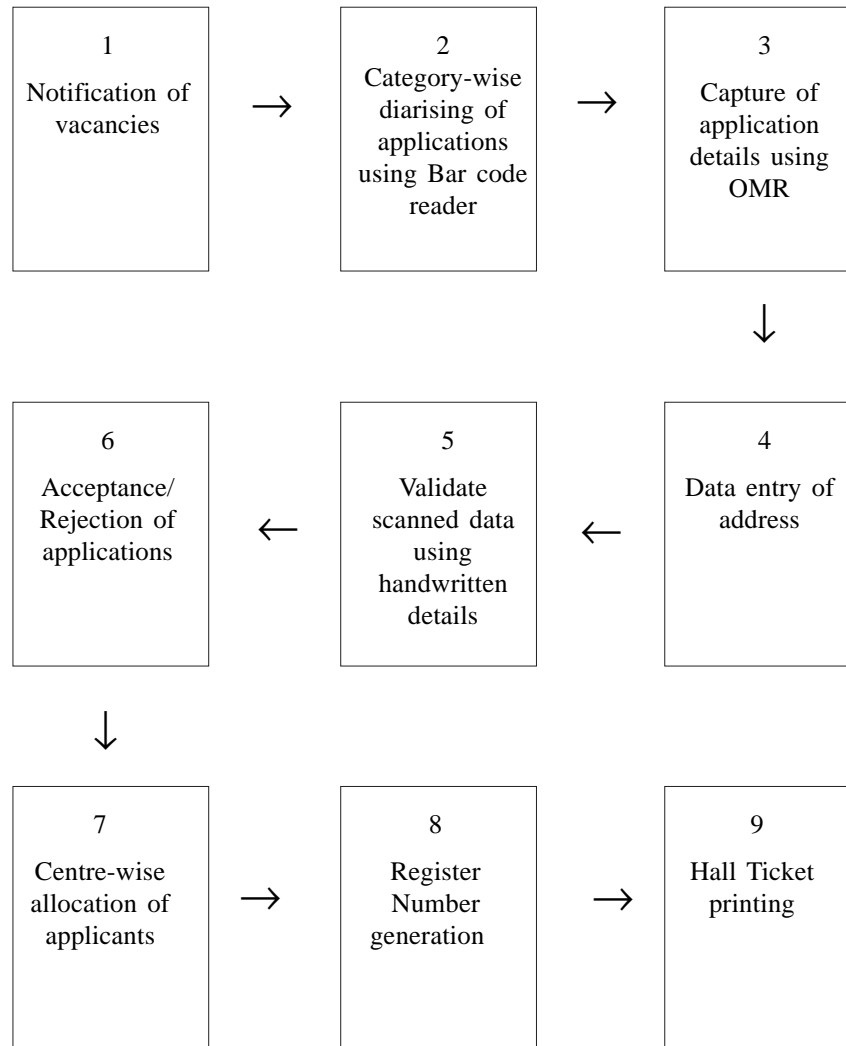 1
Notification of
vacancies
2
Category-wise
diarising of
applications
using Bar code
reader
3
Capture of
application
details using
OMR
4
Data entry of
address
5
Validate
scanned data
using
handwritten
details
6
Acceptance/
Rejection of
applications
7
Centre-wise
allocation of
applicants
8
Register
Number
generation
9
Hall Ticket
printing